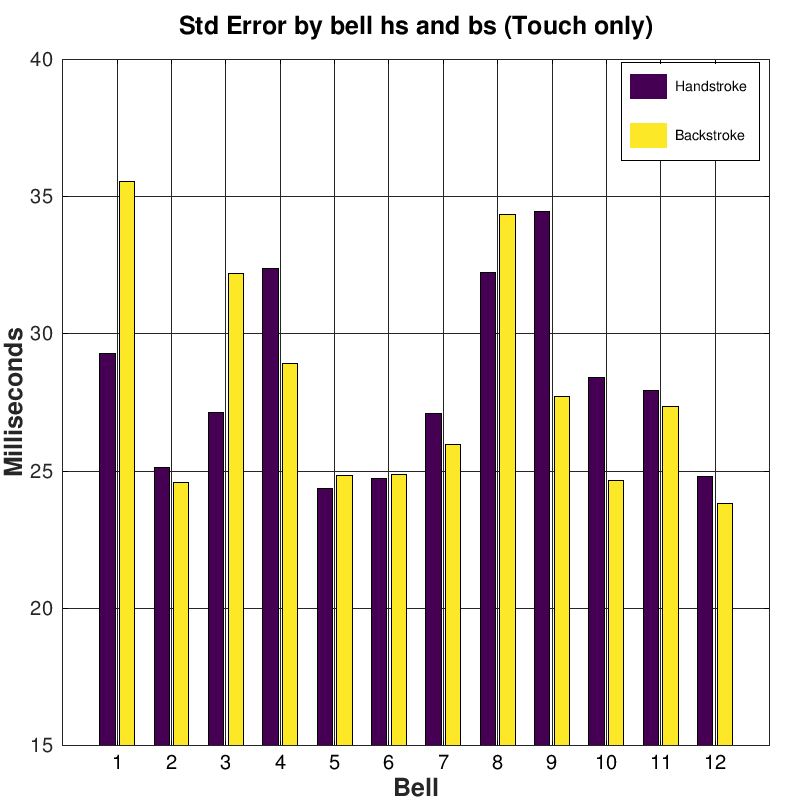 Std Error by bell hs and bs (Touch only)
Handstroke
Backstroke
40
35
30
25
20
15
Milliseconds
1 2 3 4 5 6 7 8 9 10 11 12
Bell